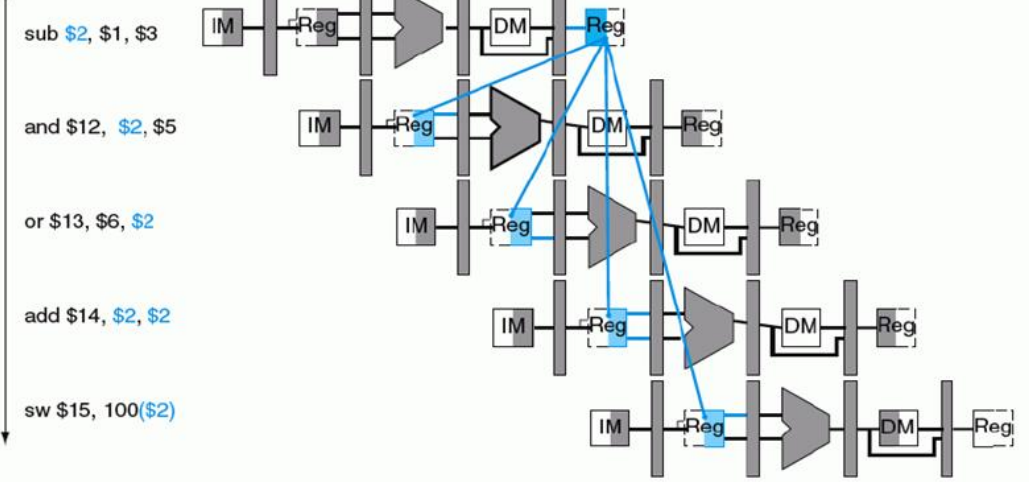 sub $2, $1, $3 IM Reg DM Reg
and $12, $2, $5 IM Reg DM Reg
or $13, $6, $2 IM Reg DM Reg
add $14, $2, $2 IM Reg DM Reg
sw $15, 100($2) IM Reg DM Reg